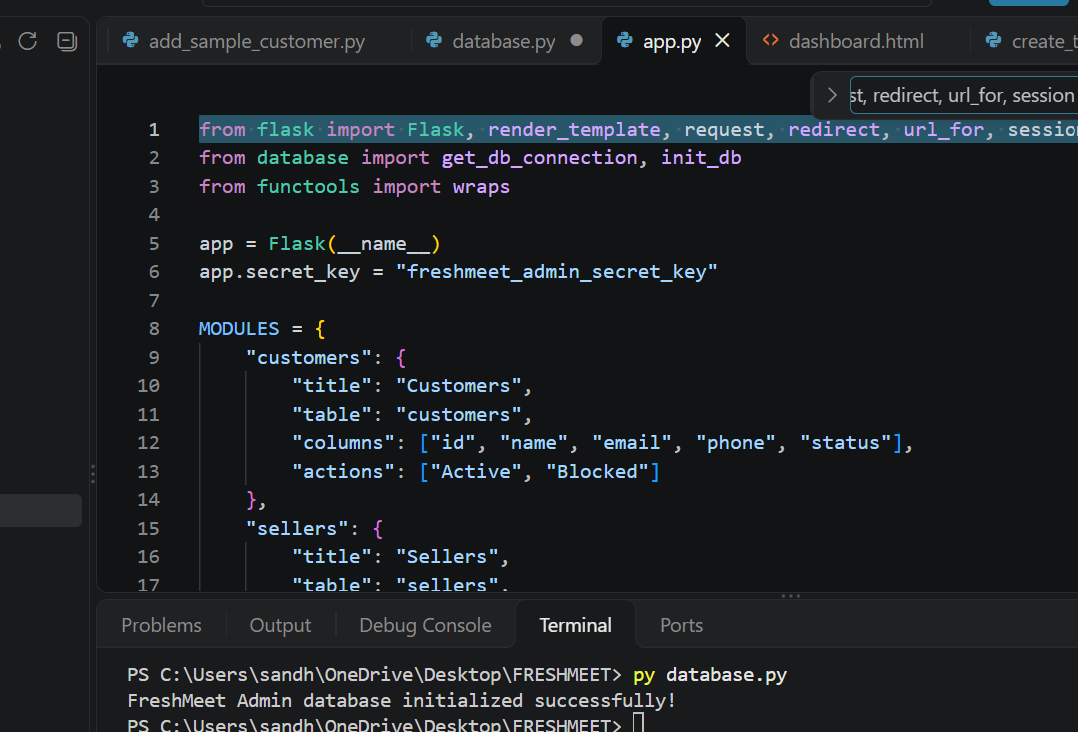 add_sample_customer.py database.py app.py dashboard.html
redirect, url_for, session
1 from flask import Flask, render_template, request, redirect, url_for,
2 from database import get_db_connection, init_db
3 from functools import wraps
4
5 app = Flask(__name__)
6 app.secret_key = "freshmeet_admin_secret_key"
7
8 MODULES = {
9 "customers": {
10 "title": "Customers",
11 "table": "customers",
12 "columns": ["id", "name", "email", "phone", "status"],
13 "actions": ["Active", "Blocked"]
14 },
15 "sellers": {
16 "title": "Sellers",
17 "table": "sellers",
Problems Output Debug Console Terminal Ports
PS C:\Users\sandh\OneDrive\Desktop\FRESHMEET> py database.py
FreshMeet Admin database initialized successfully!
PS C:\Users\sandh\OneDrive\Desktop\FRESHMEET>